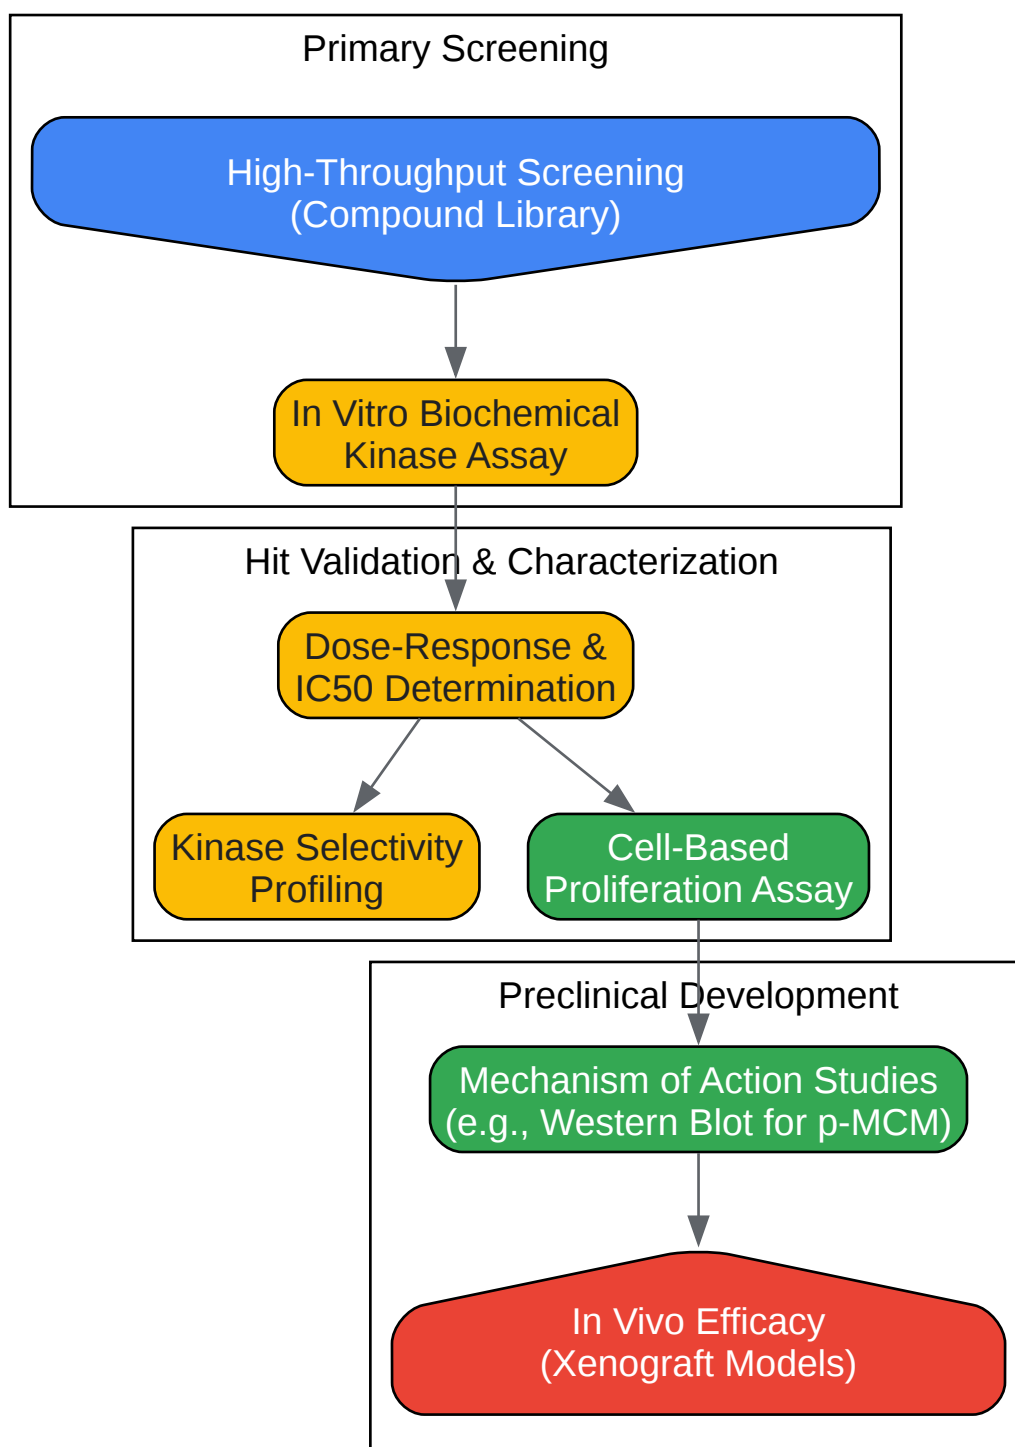 Primary Screening
High-Throughput Screening
(Compound Library)
In Vitro Biochemical
Kinase Assay
Hit Validation & Characterization
Dose-Response &
IC50 Determination
Kinase Selectivity
Profiling
Cell-Based
Proliferation Assay
Preclinical Development
Mechanism of Action Studies
(e.g., Western Blot for p-MCM)
In Vivo Efficacy
(Xenograft Models)